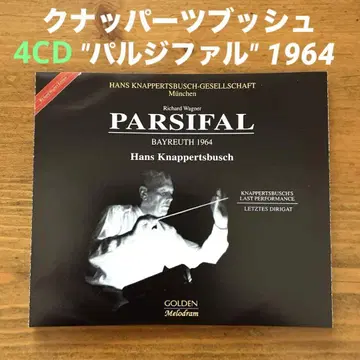 クナッパーツブッシュ
4CD "パルジファル" 1964
HANS KNAPPERTSBUSCH-GESELLSCHAFT
München
Richard Wagner
PARSIFAL
BAYREUTH 1964
Hans Knappertsbusch
KNAPPERTSBUSCH'S
LAST PERFORMANCE
LETZTES DIRIGAT
GOLDEN
Melodram